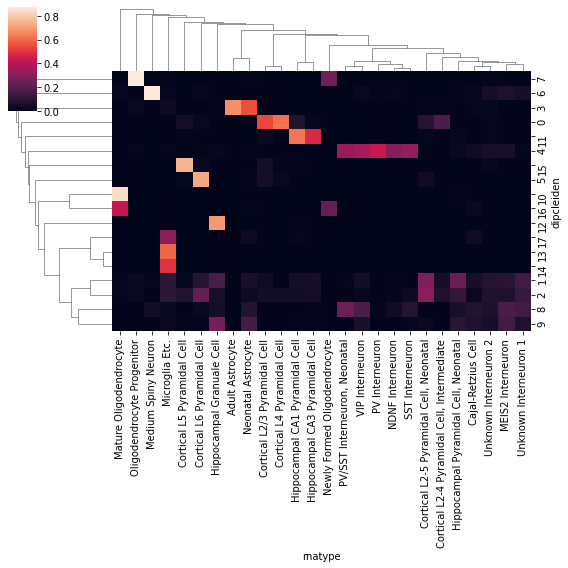 0.8
0.6
0.4
0.2
0.0
7
6
3
0
11
4
15
5
10
16
12
17
13
14
1
2
8
9
dipcleiden
Mature Oligodendrocyte
Oligodendrocyte Progenitor
Medium Spiny Neuron
Microglia Etc.
Cortical L5 Pyramidal Cell
Cortical L6 Pyramidal Cell
Hippocampal Granuale Cell
Adult Astrocyte
Neonatal Astrocyte
Cortical L2/3 Pyramidal Cell
Cortical L4 Pyramidal Cell
Hippocampal CA1 Pyramidal Cell
Hippocampal CA3 Pyramidal Cell
Newly Formed Oligodendrocyte
PV/SST Interneuron, Neonatal
VIP Interneuron
PV Interneuron
NDNF Interneuron
SST Interneuron
Cortical L2-5 Pyramidal Cell, Neonatal
Cortical L2-4 Pyramidal Cell, Intermediate
Hippocampal Pyramidal Cell, Neonatal
Cajal-Retzius Cell
Unknown Interneuron 2
MEIS2 Interneuron
Unknown Interneuron 1
rnatype